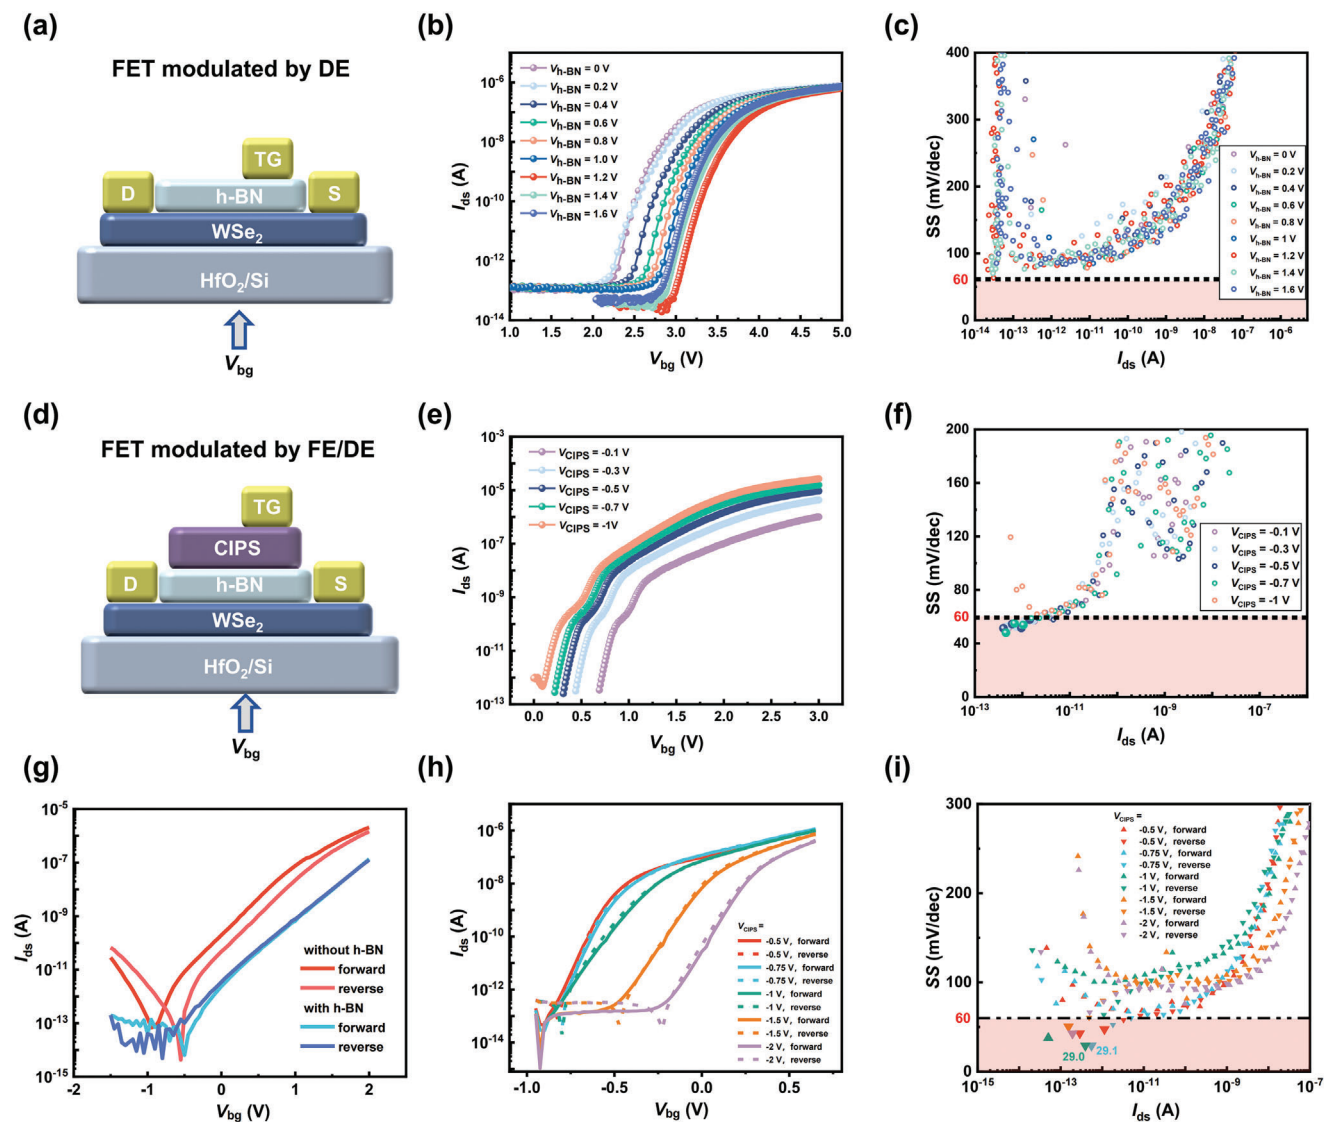 (a)
FET modulated by DE
TG
D
h-BN
S
WSe2
HfO2/Si
Vbg
(b)
Ids (A)
10-6
10-8
10-10
10-12
10-14
Vh-BN = 0 V
Vh-BN = 0.2 V
Vh-BN = 0.4 V
Vh-BN = 0.6 V
Vh-BN = 0.8 V
Vh-BN = 1.0 V
Vh-BN = 1.2 V
Vh-BN = 1.4 V
Vh-BN = 1.6 V
1.0 1.5 2.0 2.5 3.0 3.5 4.0 4.5 5.0
Vbg (V)
(c)
SS (mV/dec)
400
300
200
100
60
0
Vh-BN = 0 V
Vh-BN = 0.2 V
Vh-BN = 0.4 V
Vh-BN = 0.6 V
Vh-BN = 0.8 V
Vh-BN = 1 V
Vh-BN = 1.2 V
Vh-BN = 1.4 V
Vh-BN = 1.6 V
10-14 10-13 10-12 10-11 10-10 10-9 10-8 10-7 10-6
Ids (A)
(d)
FET modulated by FE/DE
TG
CIPS
D
h-BN
S
WSe2
HfO2/Si
Vbg
(e)
Ids (A)
10-3
10-5
10-7
10-9
10-11
10-13
VCIPS = -0.1 V
VCIPS = -0.3 V
VCIPS = -0.5 V
VCIPS = -0.7 V
VCIPS = -1V
0.0 0.5 1.0 1.5 2.0 2.5 3.0
Vbg (V)
(f)
SS (mV/dec)
200
160
120
80
60
40
0
VCIPS = -0.1 V
VCIPS = -0.3 V
VCIPS = -0.5 V
VCIPS = -0.7 V
VCIPS = -1 V
10-13 10-11 10-9 10-7
Ids (A)
(g)
Ids (A)
10-5
10-7
10-9
10-11
10-13
10-15
without h-BN
forward
reverse
with h-BN
forward
reverse
-2 -1 0 1 2
Vbg (V)
(h)
Ids (A)
10-6
10-8
10-10
10-12
10-14
VCIPS =
-0.5 V, forward
-0.5 V, reverse
-0.75 V, forward
-0.75 V, reverse
-1 V, forward
-1 V, reverse
-1.5 V, forward
-1.5 V, reverse
-2 V, forward
-2 V, reverse
-1.0 -0.5 0.0 0.5
Vbg (V)
(i)
SS (mV/dec)
300
200
100
60
0
VCIPS =
-0.5 V, forward
-0.5 V, reverse
-0.75 V, forward
-0.75 V, reverse
-1 V, forward
-1 V, reverse
-1.5 V, forward
-1.5 V, reverse
-2 V, forward
-2 V, reverse
29.0 29.1
10-15 10-13 10-11 10-9 10-7
Ids (A)